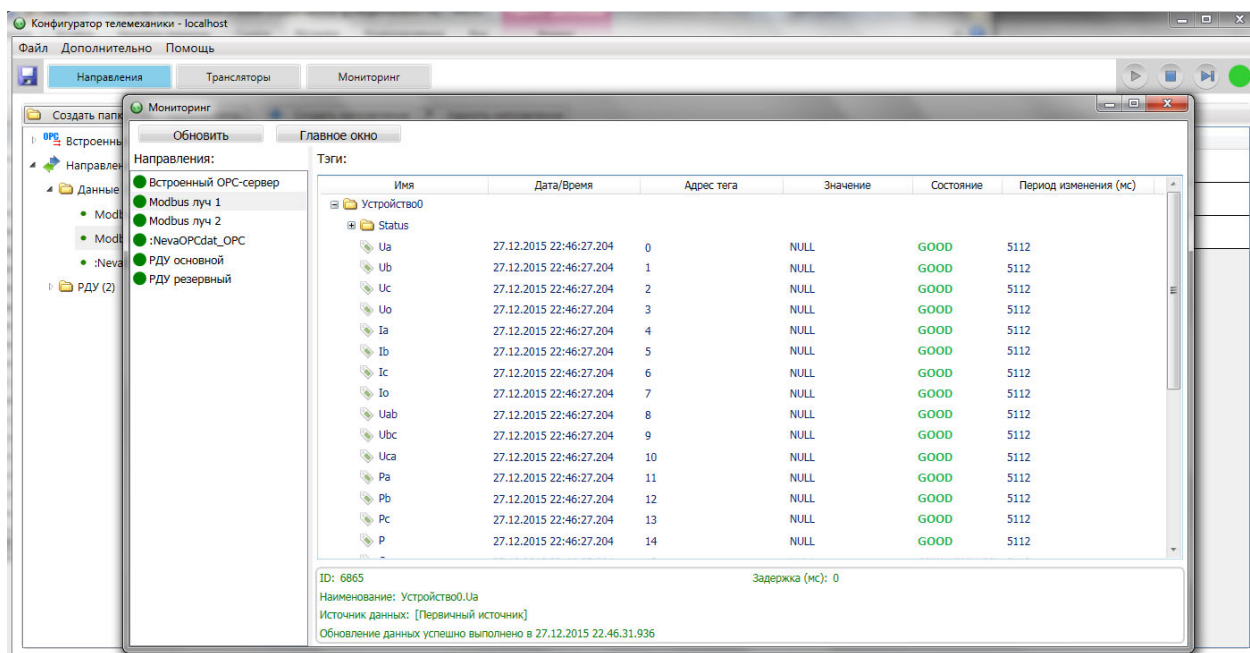 Конфигуратор телемеханики - localhost
Файл Дополнительно Помощь
Направления Трансляторы Мониторинг
Создать папк
Мониторинг
Обновить Главное окно
OPC Встроеннь
Направлен
Данные
Modb
Modb
:Neva
РДУ (2)
Направления:
Встроенный OPC-сервер
Modbus луч 1
Modbus луч 2
:NevaOPCdat_OPC
РДУ основной
РДУ резервный
Тэги:
Имя Дата/Время Адрес тега Значение Состояние Период изменения (мс)
Устройство0
Status
Ua 27.12.2015 22:46:27.204 0 NULL GOOD 5112
Ub 27.12.2015 22:46:27.204 1 NULL GOOD 5112
Uc 27.12.2015 22:46:27.204 2 NULL GOOD 5112
Uo 27.12.2015 22:46:27.204 3 NULL GOOD 5112
Ia 27.12.2015 22:46:27.204 4 NULL GOOD 5112
Ib 27.12.2015 22:46:27.204 5 NULL GOOD 5112
Ic 27.12.2015 22:46:27.204 6 NULL GOOD 5112
Io 27.12.2015 22:46:27.204 7 NULL GOOD 5112
Uab 27.12.2015 22:46:27.204 8 NULL GOOD 5112
Ubc 27.12.2015 22:46:27.204 9 NULL GOOD 5112
Uca 27.12.2015 22:46:27.204 10 NULL GOOD 5112
Pa 27.12.2015 22:46:27.204 11 NULL GOOD 5112
Pb 27.12.2015 22:46:27.204 12 NULL GOOD 5112
Pc 27.12.2015 22:46:27.204 13 NULL GOOD 5112
P 27.12.2015 22:46:27.204 14 NULL GOOD 5112
ID: 6865 Задержка (мс): 0
Наименование: Устройство0.Ua
Источник данных: [Первичный источник]
Обновление данных успешно выполнено в 27.12.2015 22.46.31.936